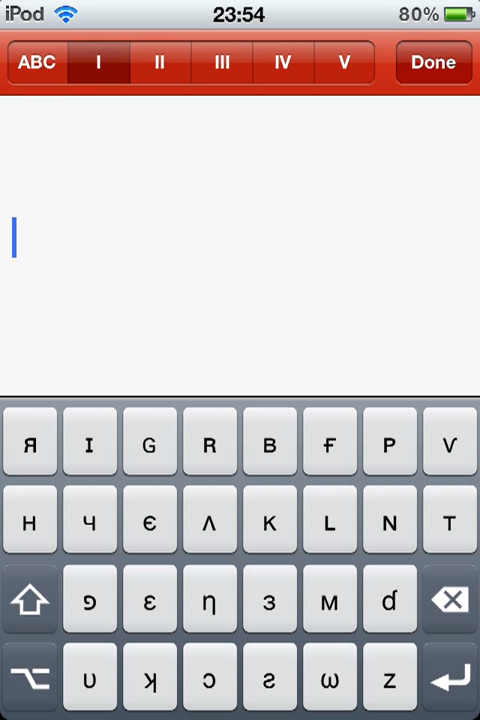 iPod 23:54 80%
ABC I II III IV V Done
ᴙ ɪ G ʀ ʙ ғ ᴘ ⱱ
ʜ ч є ʌ ᴋ ʟ ɴ ᴛ
ʚ ɛ η ɜ ᴍ ɗ
υ ʞ ɔ ƨ ω z